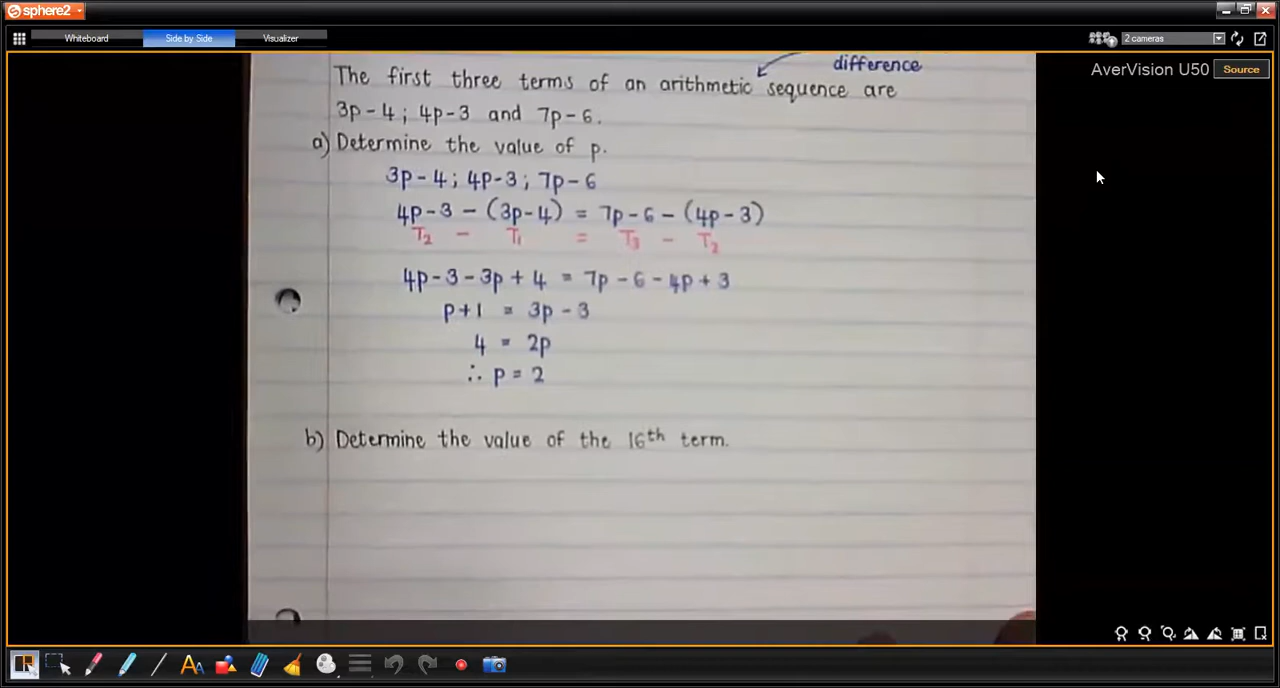 sphere2
Whiteboard
Side by Side
Visualizer
2 cameras
AverVision U50
Source
difference
The first three terms of an arithmetic sequence are
3p - 4 ; 4p - 3 and 7p - 6.
a) Determine the value of p.
3p - 4 ; 4p - 3 ; 7p - 6
4p - 3 - (3p - 4) = 7p - 6 - (4p - 3)
T₂ - T₁ = T₃ - T₂
4p - 3 - 3p + 4 = 7p - 6 - 4p + 3
p + 1 = 3p - 3
4 = 2p
∴ p = 2
b) Determine the value of the 16th term.